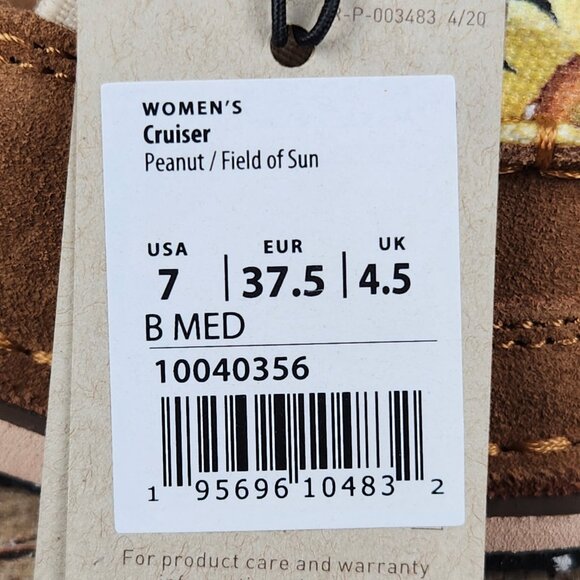 -P-003483 4/20
WOMEN'S
Cruiser
Peanut / Field of Sun
USA EUR UK
7 | 37.5 | 4.5
B MED
10040356
1 95696 10483 2
For product care and warranty